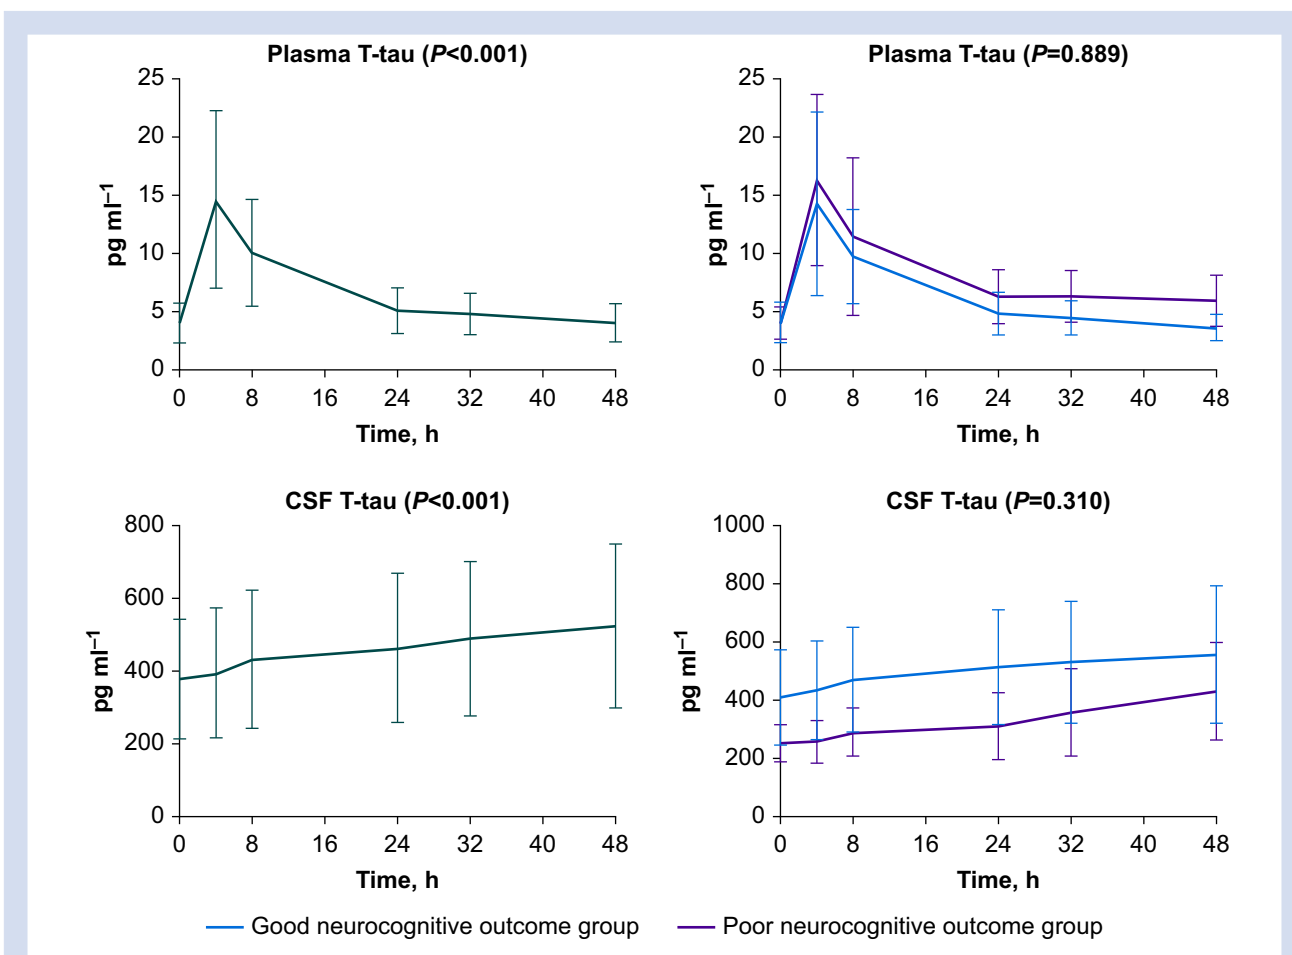 Plasma T-tau (P<0.001)
25
20
15
10
5
0
pg ml⁻¹
0 8 16 24 32 40 48
Time, h
Plasma T-tau (P=0.889)
25
20
15
10
5
0
pg ml⁻¹
0 8 16 24 32 40 48
Time, h
CSF T-tau (P<0.001)
800
600
400
200
0
pg ml⁻¹
0 8 16 24 32 40 48
Time, h
CSF T-tau (P=0.310)
1000
800
600
400
200
0
pg ml⁻¹
0 8 16 24 32 40 48
Time, h
Good neurocognitive outcome group Poor neurocognitive outcome group